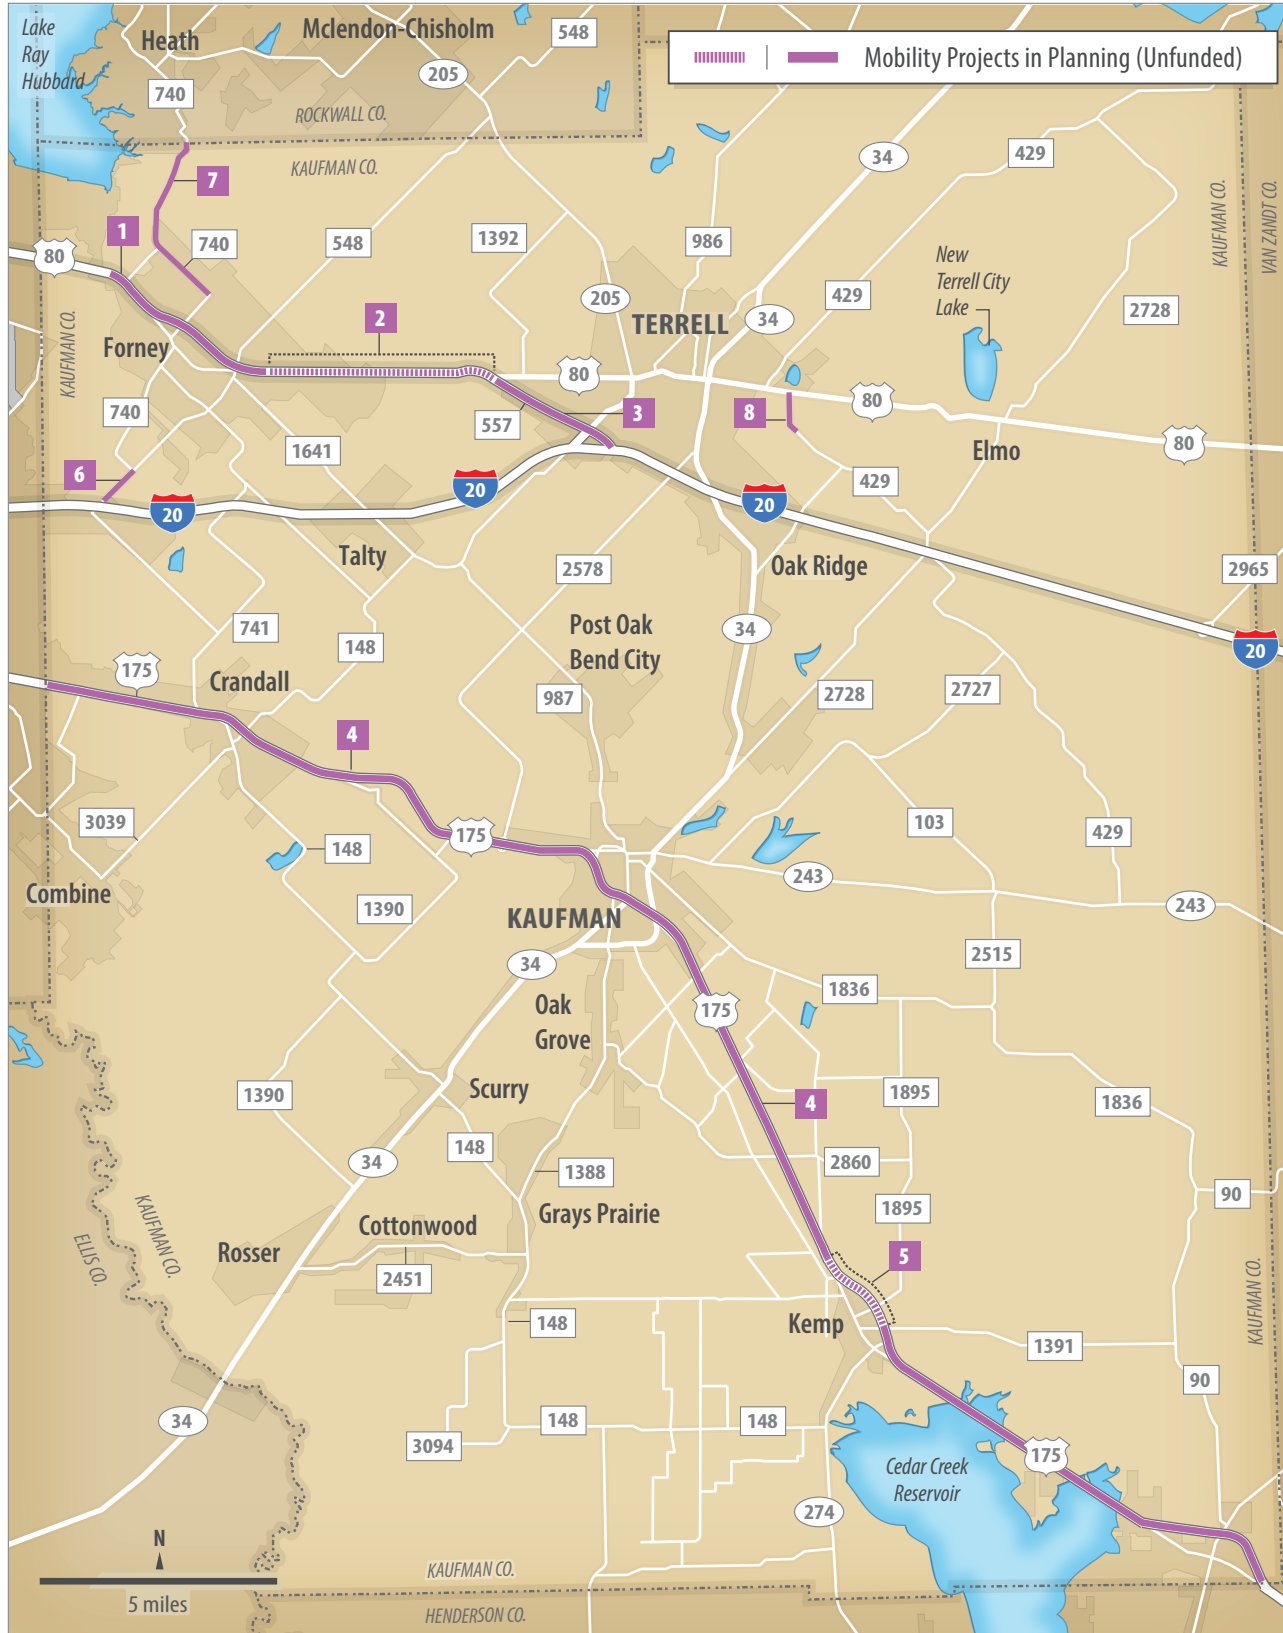 Lake
Ray
Hubbard
Heath
Mclendon-Chisholm
548
205
740
ROCKWALL CO.
KAUFMAN CO.
Mobility Projects in Planning (Unfunded)
34
429
7
1
80
740
548
1392
986
New
Terrell City
Lake
KAUFMAN CO.
VAN ZANDT CO.
205
429
2728
2
TERRELL
34
KAUFMAN CO.
Forney
80
80
740
557
3
8
80
1641
Elmo
6
20
20
20
429
Talty
2578
Oak Ridge
2965
741
148
Post Oak
Bend City
34
20
175
Crandall
987
2728
2727
4
3039
148
175
103
429
Combine
1390
243
243
KAUFMAN
34
2515
Oak
Grove
175
1836
Scurry
1390
4
1895
1836
148
34
1388
2860
KAUFMAN CO.
ELLIS CO.
Grays Prairie
1895
90
Rosser
Cottonwood
2451
5
148
Kemp
1391
KAUFMAN CO.
90
34
148
148
3094
Cedar Creek
Reservoir
175
274
N
5 miles
KAUFMAN CO.
HENDERSON CO.